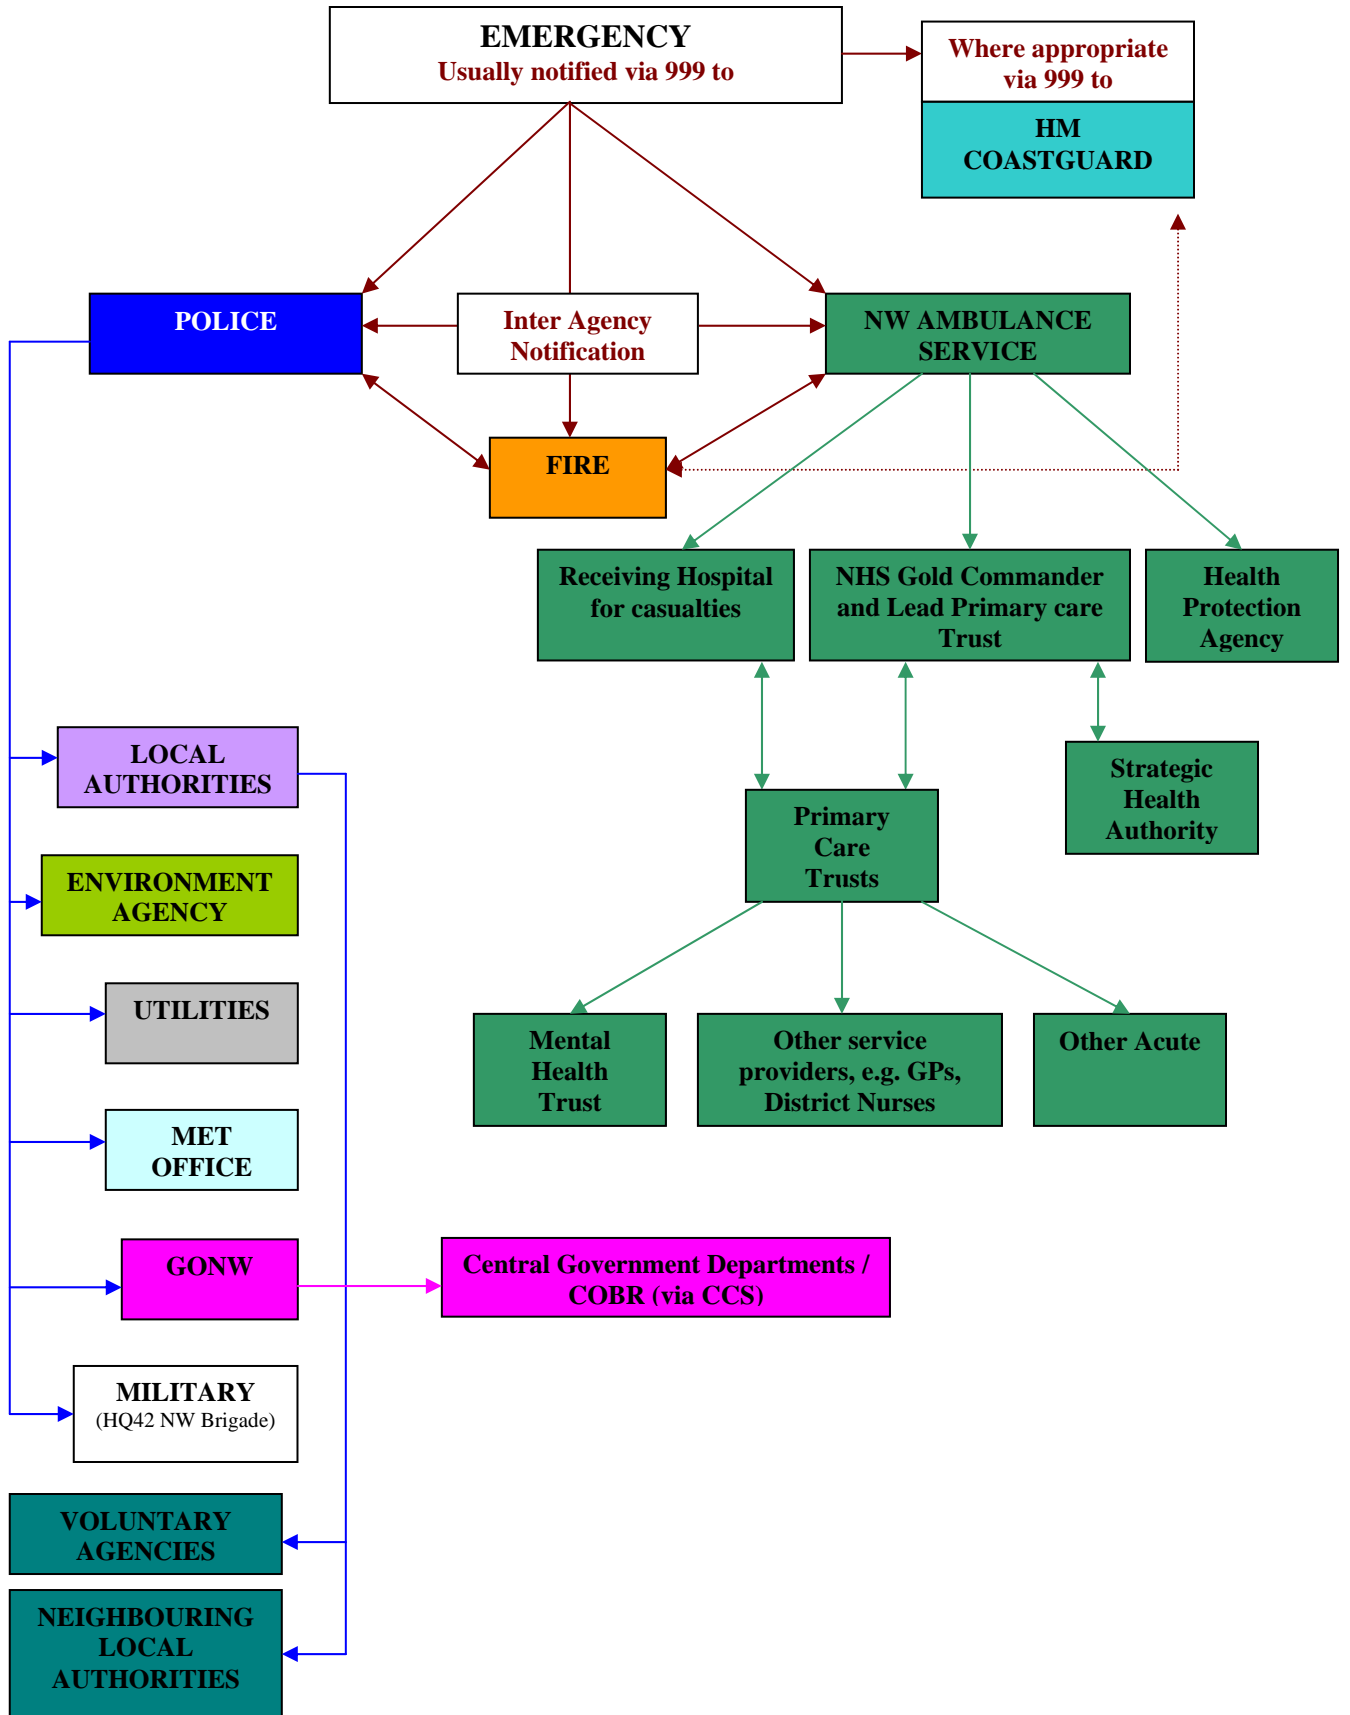 EMERGENCY
Usually notified via 999 to
Where appropriate
via 999 to
HM
COASTGUARD
POLICE
Inter Agency
Notification
NW AMBULANCE
SERVICE
FIRE
Receiving Hospital
for casualties
NHS Gold Commander
and Lead Primary care
Trust
Health
Protection
Agency
LOCAL
AUTHORITIES
Strategic
Health
Authority
Primary
Care
Trusts
ENVIRONMENT
AGENCY
UTILITIES
Mental
Health
Trust
Other service
providers, e.g. GPs,
District Nurses
Other Acute
MET
OFFICE
GONW
Central Government Departments /
COBR (via CCS)
MILITARY
(HQ42 NW Brigade)
VOLUNTARY
AGENCIES
NEIGHBOURING
LOCAL
AUTHORITIES